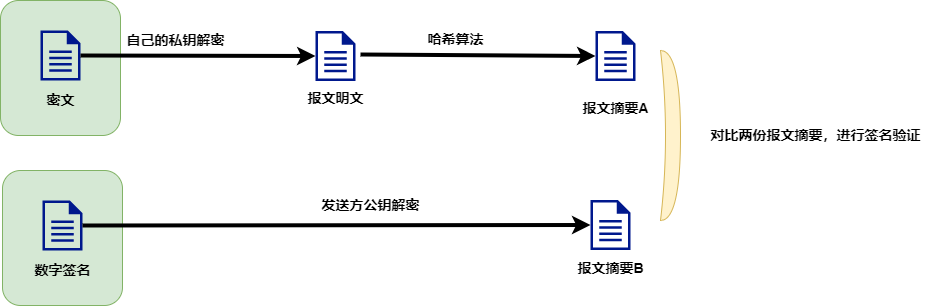 自己的私钥解密
哈希算法
密文
报文明文
报文摘要A
对比两份报文摘要，进行签名验证
发送方公钥解密
数字签名
报文摘要B